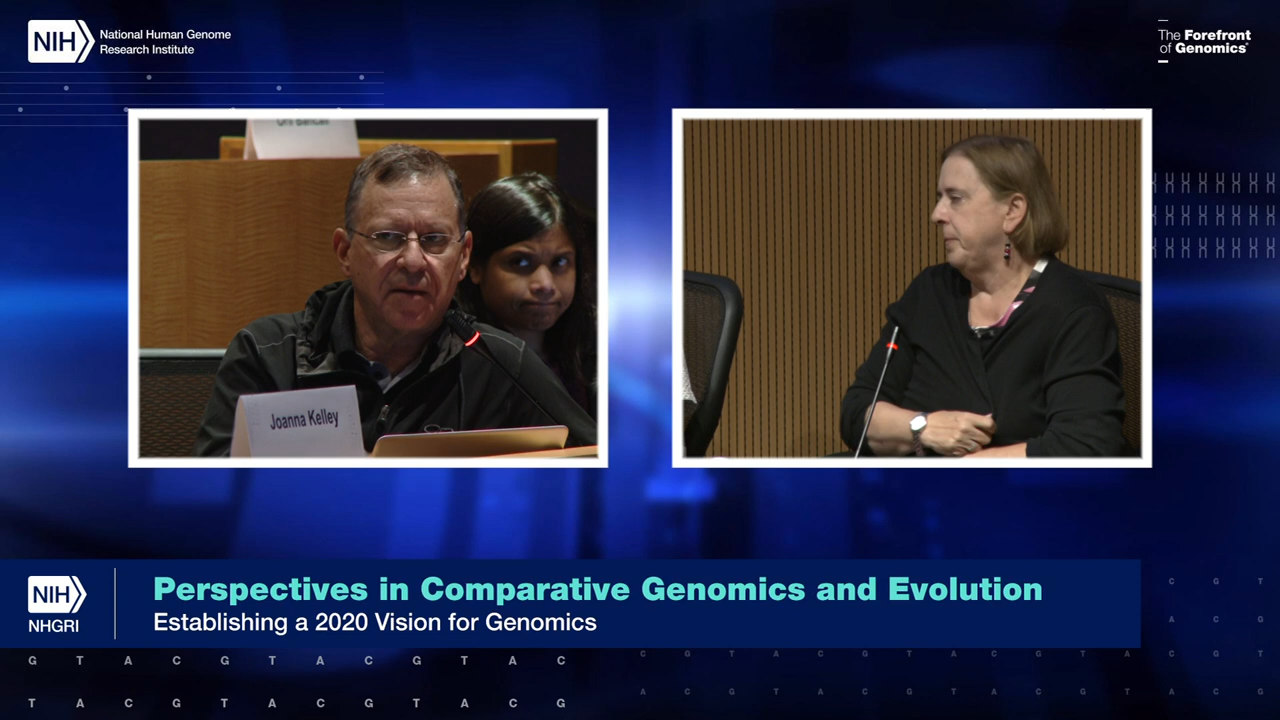 NIH
National Human Genome
Research Institute
The Forefront
of Genomics®
Joanna Kelley
NIH
NHGRI
Perspectives in Comparative Genomics and Evolution
Establishing a 2020 Vision for Genomics
C G T
A C G
G T A C G T A C G T A C
C G T A C G T A C G T A C G T
T A C G T A C G T A C G
A C G T A C G T A C G T A C G